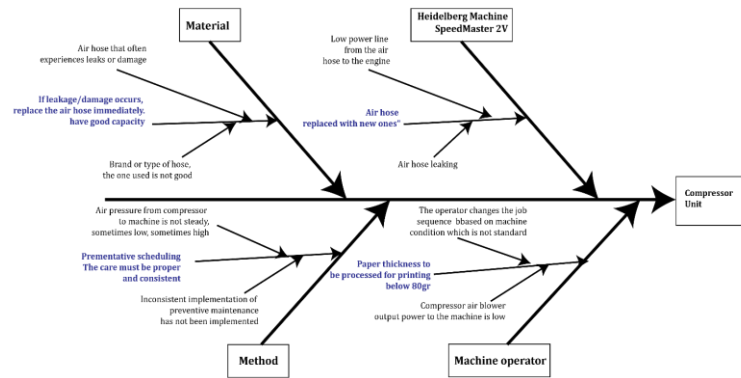 Material
Heidelberg Machine
SpeedMaster 2V
Air hose that often
experiences leaks or damage
Low power line
from the air
hose to the engine
If leakage/damage occurs,
replace the air hose immediately.
have good capacity
Air hose
replaced with new ones"
Brand or type of hose,
the one used is not good
Air hose leaking
Compressor
Unit
Air pressure from compressor
to machine is not steady,
sometimes low, sometimes high
The operator changes the job
sequence bbased on machine
condition which is not standard
Prementative scheduling
The care must be proper
and consistent
Paper thickness to
be processed for printing
below 80gr
Inconsistent implementation of
preventive maintenance
has not been implemented
Compressor air blower
output power to the machine is low
Method
Machine operator